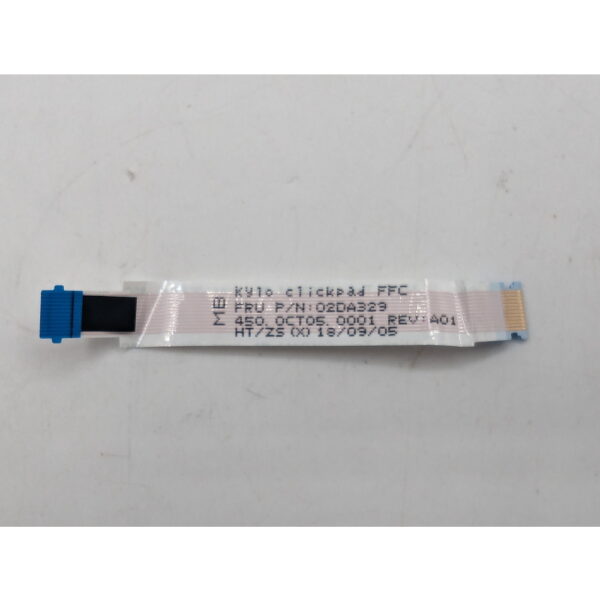 MB
Kylo clickpad FFC
FRU P/N:02DA329
450.0CT05.0001 REV:A01
HT/ZS(X)18/09/05